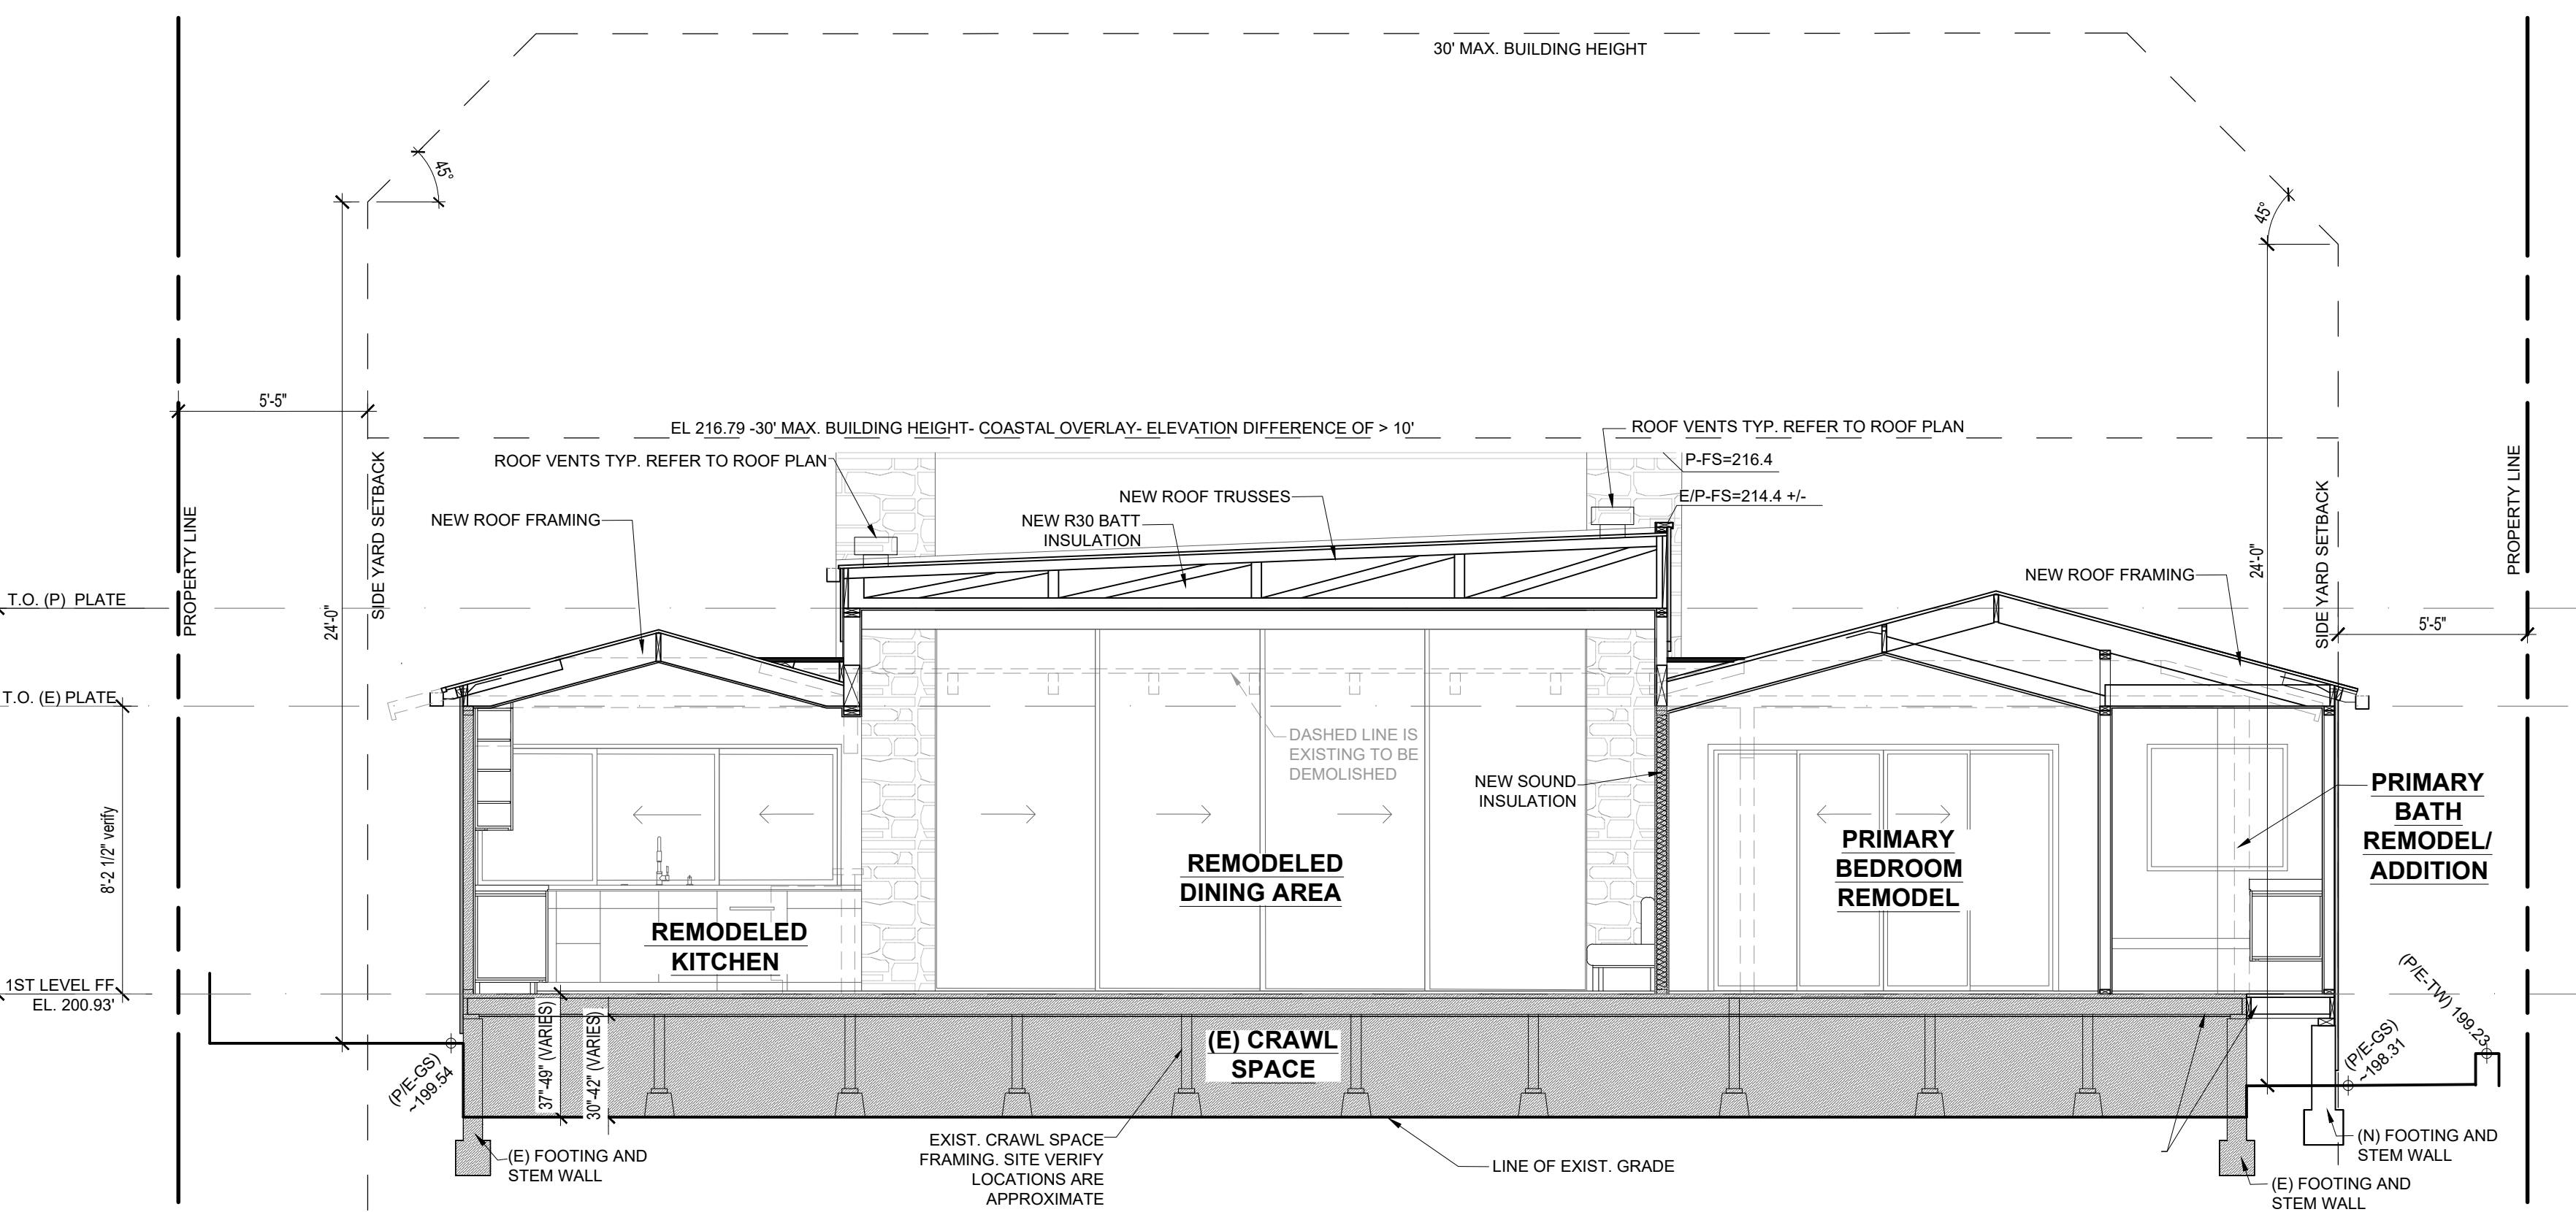 30' MAX. BUILDING HEIGHT
45°
45°
5'-5"
EL 216.79 -30' MAX. BUILDING HEIGHT- COASTAL OVERLAY- ELEVATION DIFFERENCE OF > 10'
ROOF VENTS TYP. REFER TO ROOF PLAN
ROOF VENTS TYP. REFER TO ROOF PLAN
P-FS=216.4
E/P-FS=214.4 +/-
NEW ROOF TRUSSES
NEW ROOF FRAMING
NEW R30 BATT
INSULATION
PROPERTY LINE
SIDE YARD SETBACK
24'-0"
NEW ROOF FRAMING
24'-0"
SIDE YARD SETBACK
PROPERTY LINE
5'-5"
T.O. (P) PLATE
T.O. (E) PLATE
8'-2 1/2" verify
DASHED LINE IS
EXISTING TO BE
DEMOLISHED
NEW SOUND
INSULATION
PRIMARY
BATH
REMODEL/
ADDITION
REMODELED
DINING AREA
PRIMARY
BEDROOM
REMODEL
REMODELED
KITCHEN
1ST LEVEL FF
EL. 200.93'
(P/E-GS)
~199.54
37"-49" (VARIES)
30"-42" (VARIES)
(E) CRAWL
SPACE
(P/E-TW) 199.23
(P/E-GS)
~198.31
(E) FOOTING AND
STEM WALL
EXIST. CRAWL SPACE
FRAMING. SITE VERIFY
LOCATIONS ARE
APPROXIMATE
LINE OF EXIST. GRADE
(N) FOOTING AND
STEM WALL
(E) FOOTING AND
STEM WALL